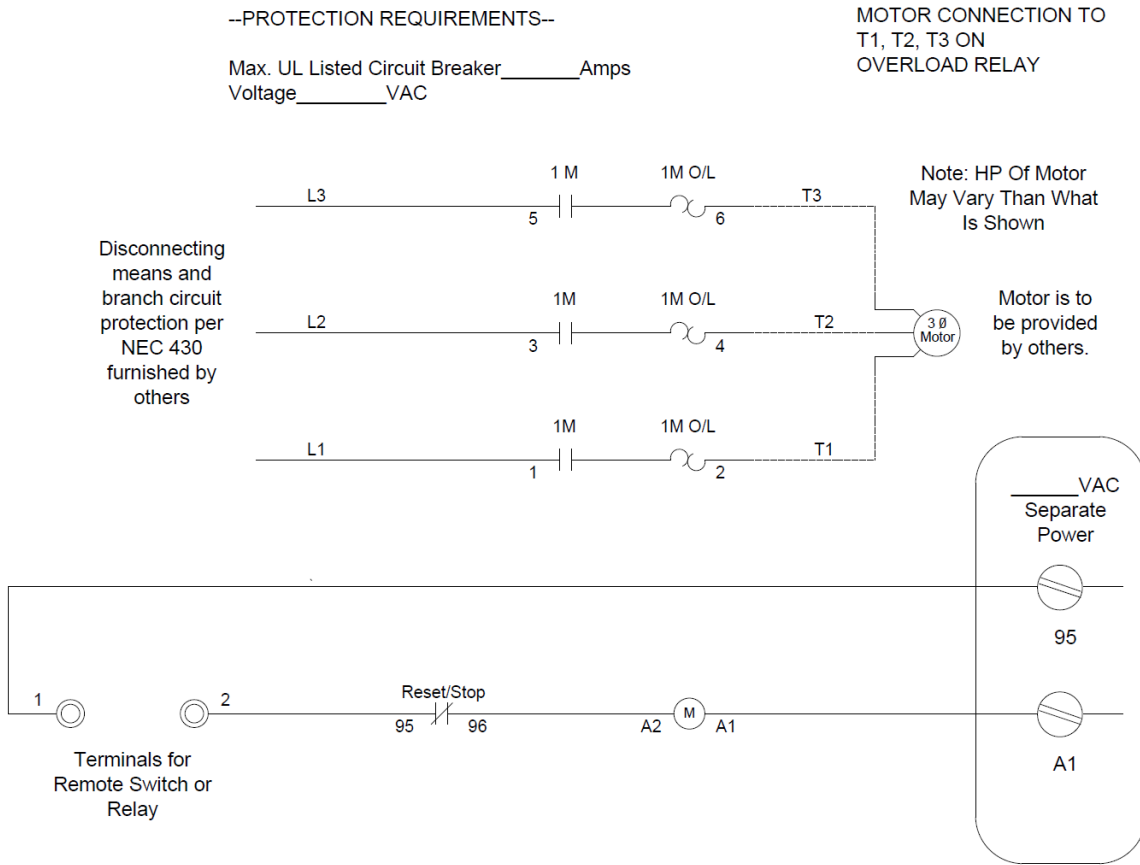 --PROTECTION REQUIREMENTS--
Max. UL Listed Circuit Breaker_______Amps
Voltage________VAC
MOTOR CONNECTION TO
T1, T2, T3 ON
OVERLOAD RELAY
L3
1 M
5
1M O/L
6
T3
Note: HP Of Motor
May Vary Than What
Is Shown
Disconnecting
means and
branch circuit
protection per
NEC 430
furnished by
others
L2
1M
3
1M O/L
4
T2
3 Ø
Motor
Motor is to
be provided
by others.
L1
1M
1
1M O/L
2
T1
______VAC
Separate
Power
95
1
2
Terminals for
Remote Switch or
Relay
Reset/Stop
95
96
A2
M
A1
A1